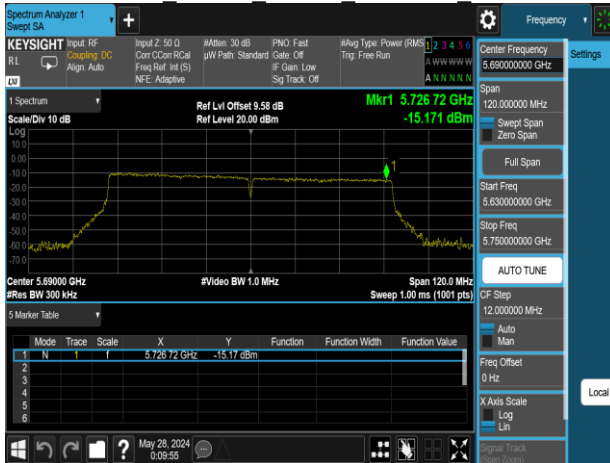 Spectrum Analyzer 1
Swept SA
+
Frequency
KEYSIGHT
RL
LXI
Input: RF
Coupling: DC
Align: Auto
Input Z: 50 Ω
Corr CCorr RCal
Freq Ref: Int (S)
NFE: Adaptive
#Atten: 30 dB
µW Path: Standard
PNO: Fast
Gate: Off
IF Gain: Low
Sig Track: Off
#Avg Type: Power (RMS
Trig: Free Run
1 2 3 4 5 6
A W W W W W
A N N N N N
1 Spectrum
Scale/Div 10 dB
Ref Lvl Offset 9.58 dB
Ref Level 20.00 dBm
Mkr1 5.726 72 GHz
-15.171 dBm
Log
10.0
0.00
-10.0
-20.0
-30.0
-40.0
-50.0
-60.0
-70.0
1
Center 5.69000 GHz
#Res BW 300 kHz
#Video BW 1.0 MHz
Span 120.0 MHz
Sweep 1.00 ms (1001 pts)
5 Marker Table
Mode Trace Scale X Y Function Function Width Function Value
1 N 1 f 5.726 72 GHz -15.17 dBm
2
3
4
5
6
May 28, 2024
0:09:55
Center Frequency
5.690000000 GHz
Span
120.000000 MHz
Swept Span
Zero Span
Full Span
Start Freq
5.630000000 GHz
Stop Freq
5.750000000 GHz
AUTO TUNE
CF Step
12.000000 MHz
Auto
Man
Freq Offset
0 Hz
X Axis Scale
Log
Lin
Signal Track
(Span Zoom)
Settings
Local